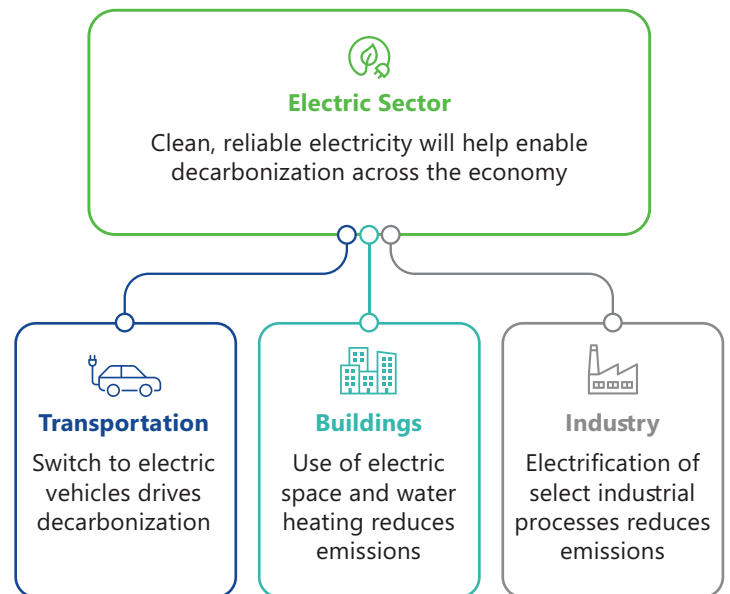 Electric Sector
Clean, reliable electricity will help enable
decarbonization across the economy
Transportation
Switch to electric
vehicles drives
decarbonization
Buildings
Use of electric
space and water
heating reduces
emissions
Industry
Electrification of
select industrial
processes reduces
emissions